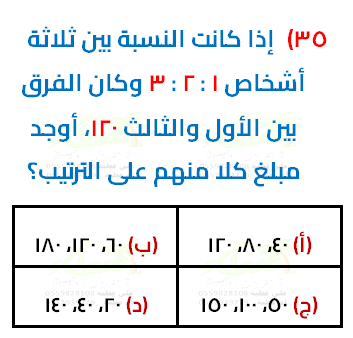 ٣٥) إذا كانت النسبة بين ثلاثة
أشخاص ١ : ٢ : ٣ وكان الفرق
بين الأول والثالث ١٢٠، أوجد
مبلغ كلا منهم على الترتيب؟
(أ) ٤٠، ٨٠، ١٢٠
(ب) ٦٠، ١٢٠، ١٨٠
(ج) ٥٠، ١٠٠، ١٥٠
(د) ٢٠، ٤٠، ١٤٠